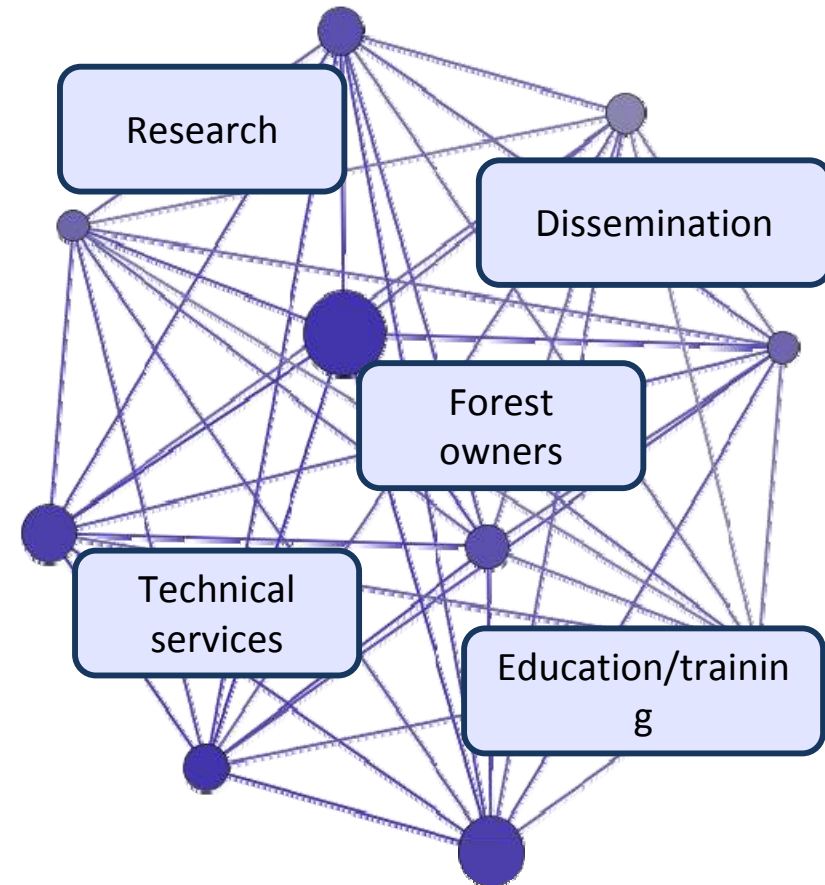 Research
Dissemination
Forest
owners
Technical
services
Education/trainin
g